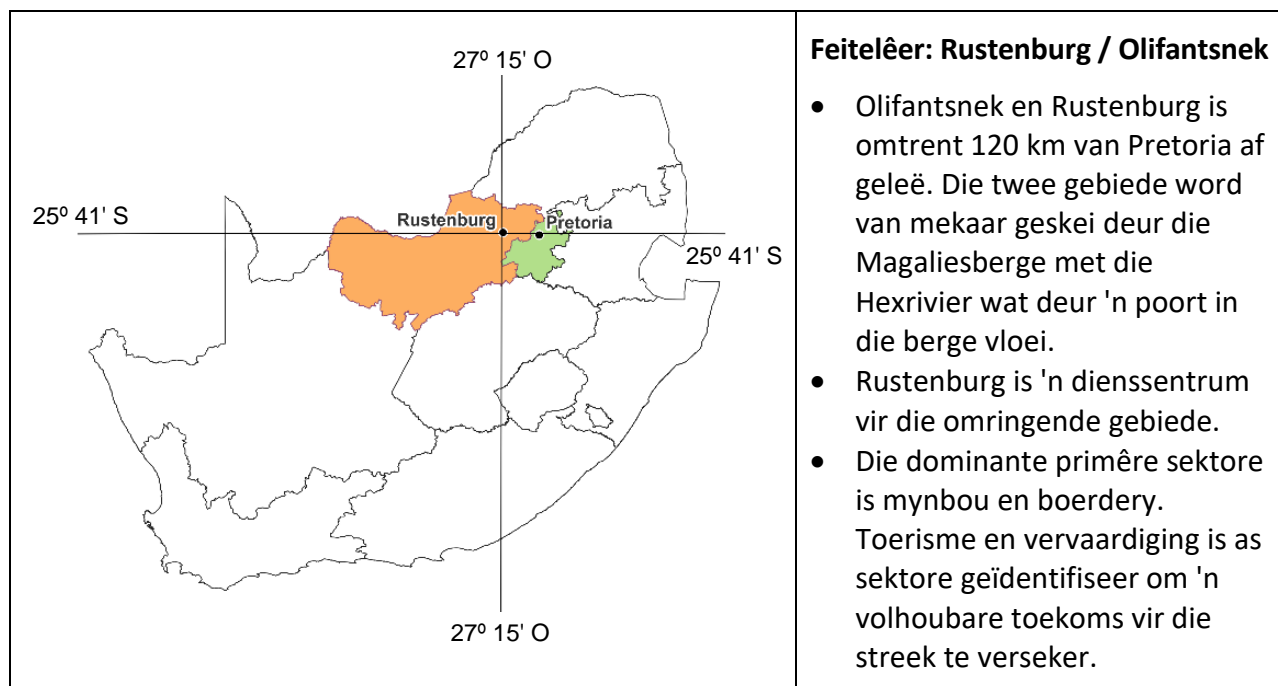 27º 15' O
25º 41' S
Rustenburg
Pretoria
25º 41' S
27º 15' O
Feitelêer: Rustenburg / Olifantsnek
• Olifantsnek en Rustenburg is
omtrent 120 km van Pretoria af
geleë. Die twee gebiede word
van mekaar geskei deur die
Magaliesberge met die
Hexrivier wat deur 'n poort in
die berge vloei.
• Rustenburg is 'n dienssentrum
vir die omringende gebiede.
• Die dominante primêre sektore
is mynbou en boerdery.
Toerisme en vervaardiging is as
sektore geïdentifiseer om 'n
volhoubare toekoms vir die
streek te verseker.